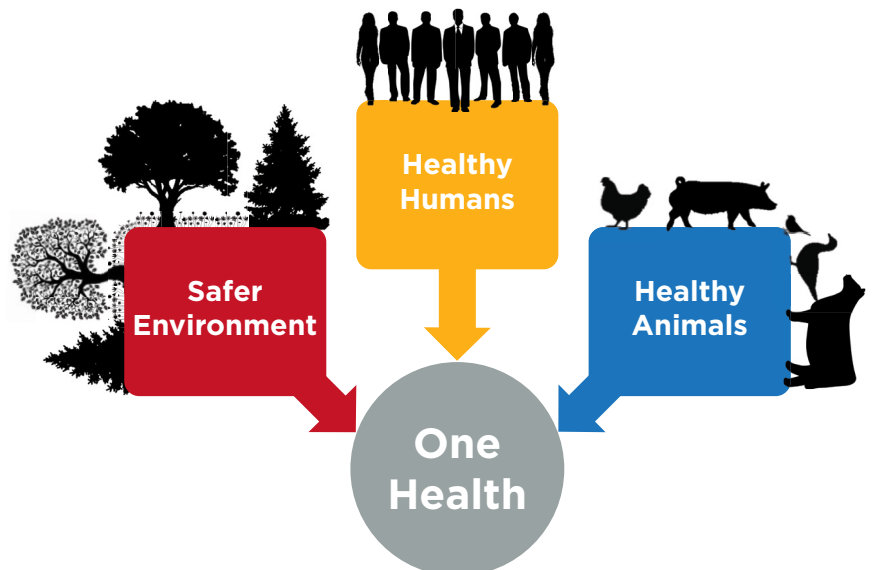 Healthy
Humans
Safer
Environment
Healthy
Animals
One
Health